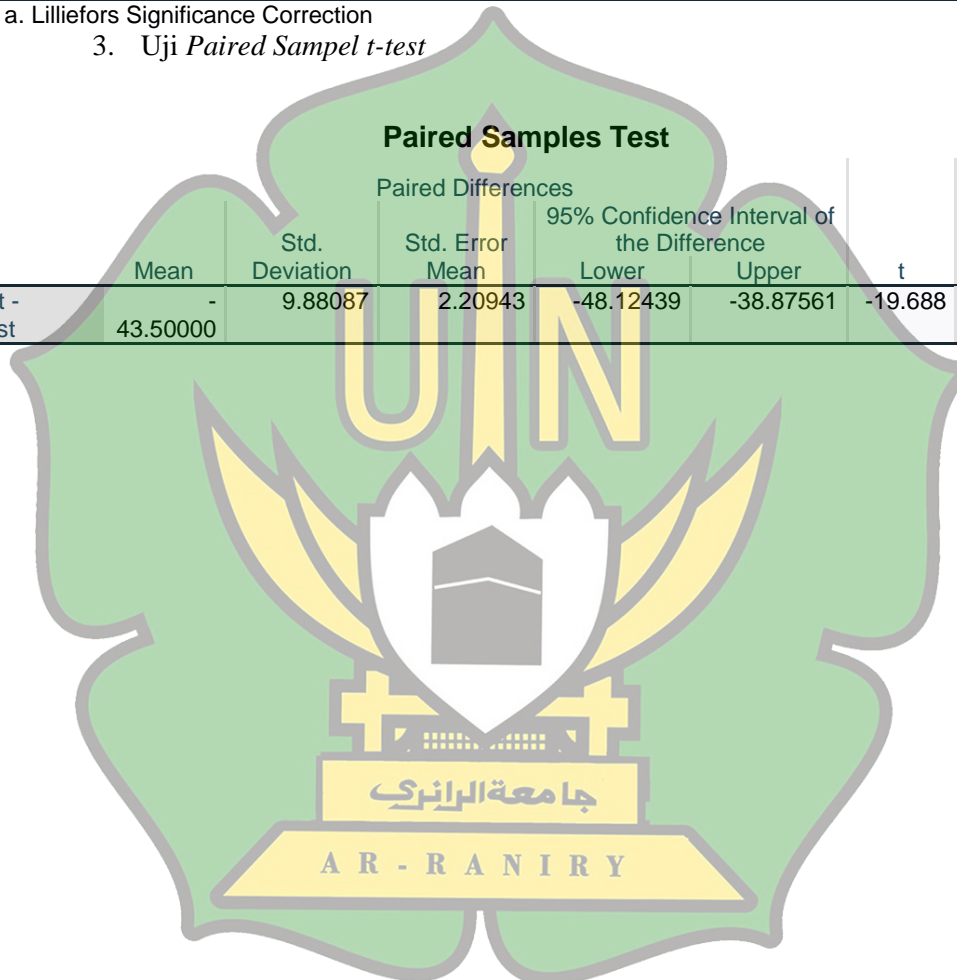 a. Lilliefors Significance Correction
3. Uji Paired Sampel t-test
Paired Samples Test
Paired Differences
95% Confidence Interval of
Std. Std. Error the Difference
Mean Deviation Mean Lower Upper t
t - - 9.88087 2.20943 -48.12439 -38.87561 -19.688
st 43.50000
UIN
جامعة الرانري
AR-RANIRY